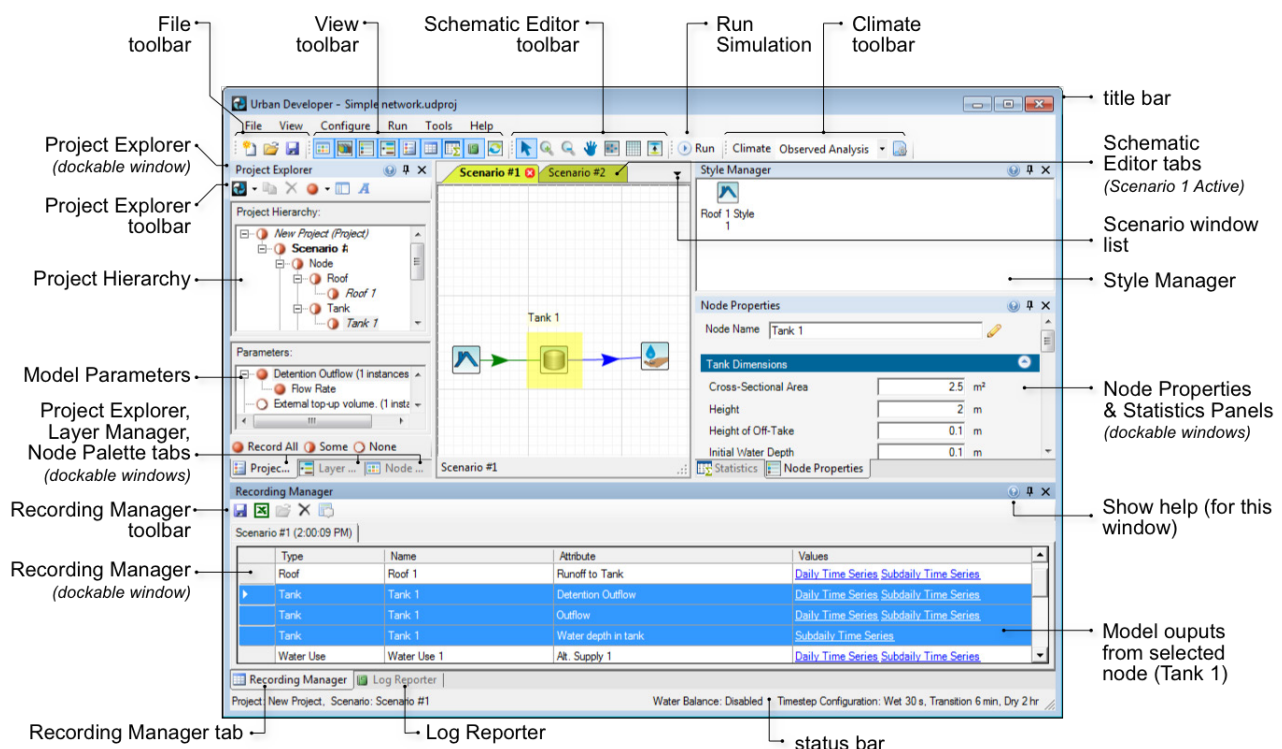 File
toolbar
View
toolbar
Schematic Editor
toolbar
Run
Simulation
Climate
toolbar
Urban Developer - Simple network.udproj
title bar
File View Configure Run Tools Help
Run Climate Observed Analysis
Project Explorer
(dockable window)
Project Explorer
toolbar
Project Hierarchy
Model Parameters
Project Explorer,
Layer Manager,
Node Palette tabs
(dockable windows)
Recording Manager
toolbar
Recording Manager
(dockable window)
Project Explorer
Project Hierarchy:
New Project (Project)
Scenario #
Node
Roof
Roof 1
Tank
Tank 1
Parameters:
Detention Outflow (1 instances
Flow Rate
External top-up volume. (1 insta
Record All Some None
Projec... Layer ... Node ...
Scenario #1 Scenario #2
Tank 1
Scenario #1
Style Manager
Roof 1 Style
1
Node Properties
Node Name Tank 1
Tank Dimensions
Cross-Sectional Area 2.5 m²
Height 2 m
Height of Off-Take 0.1 m
Initial Water Depth 0.1 m
Statistics Node Properties
Schematic
Editor tabs
(Scenario 1 Active)
Scenario window
list
Style Manager
Node Properties
& Statistics Panels
(dockable windows)
Show help (for this
window)
Model ouputs
from selected
node (Tank 1)
Recording Manager
Scenario #1 (2:00:09 PM)
Type Name Attribute Values
Roof Roof 1 Runoff to Tank Daily Time Series Subdaily Time Series
Tank Tank 1 Detention Outflow Daily Time Series Subdaily Time Series
Tank Tank 1 Outflow Daily Time Series Subdaily Time Series
Tank Tank 1 Water depth in tank Subdaily Time Series
Water Use Water Use 1 Alt. Supply 1 Daily Time Series Subdaily Time Series
Recording Manager Log Reporter
Project: New Project, Scenario: Scenario #1 Water Balance: Disabled Timestep Configuration: Wet 30 s, Transition 6 min, Dry 2 hr
Recording Manager tab
Log Reporter
status bar